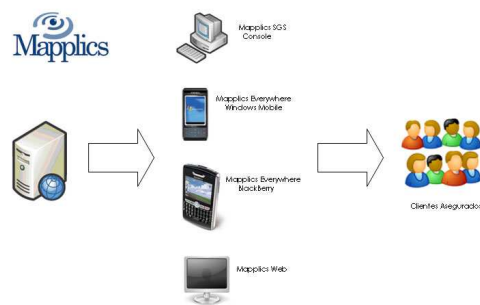 Mapplics
Mapplics SGS
Console
Mapplics Everywhere
Windows Mobile
Mapplics Everywhere
BlackBerry
Mapplics Web
Clientes Asegurados